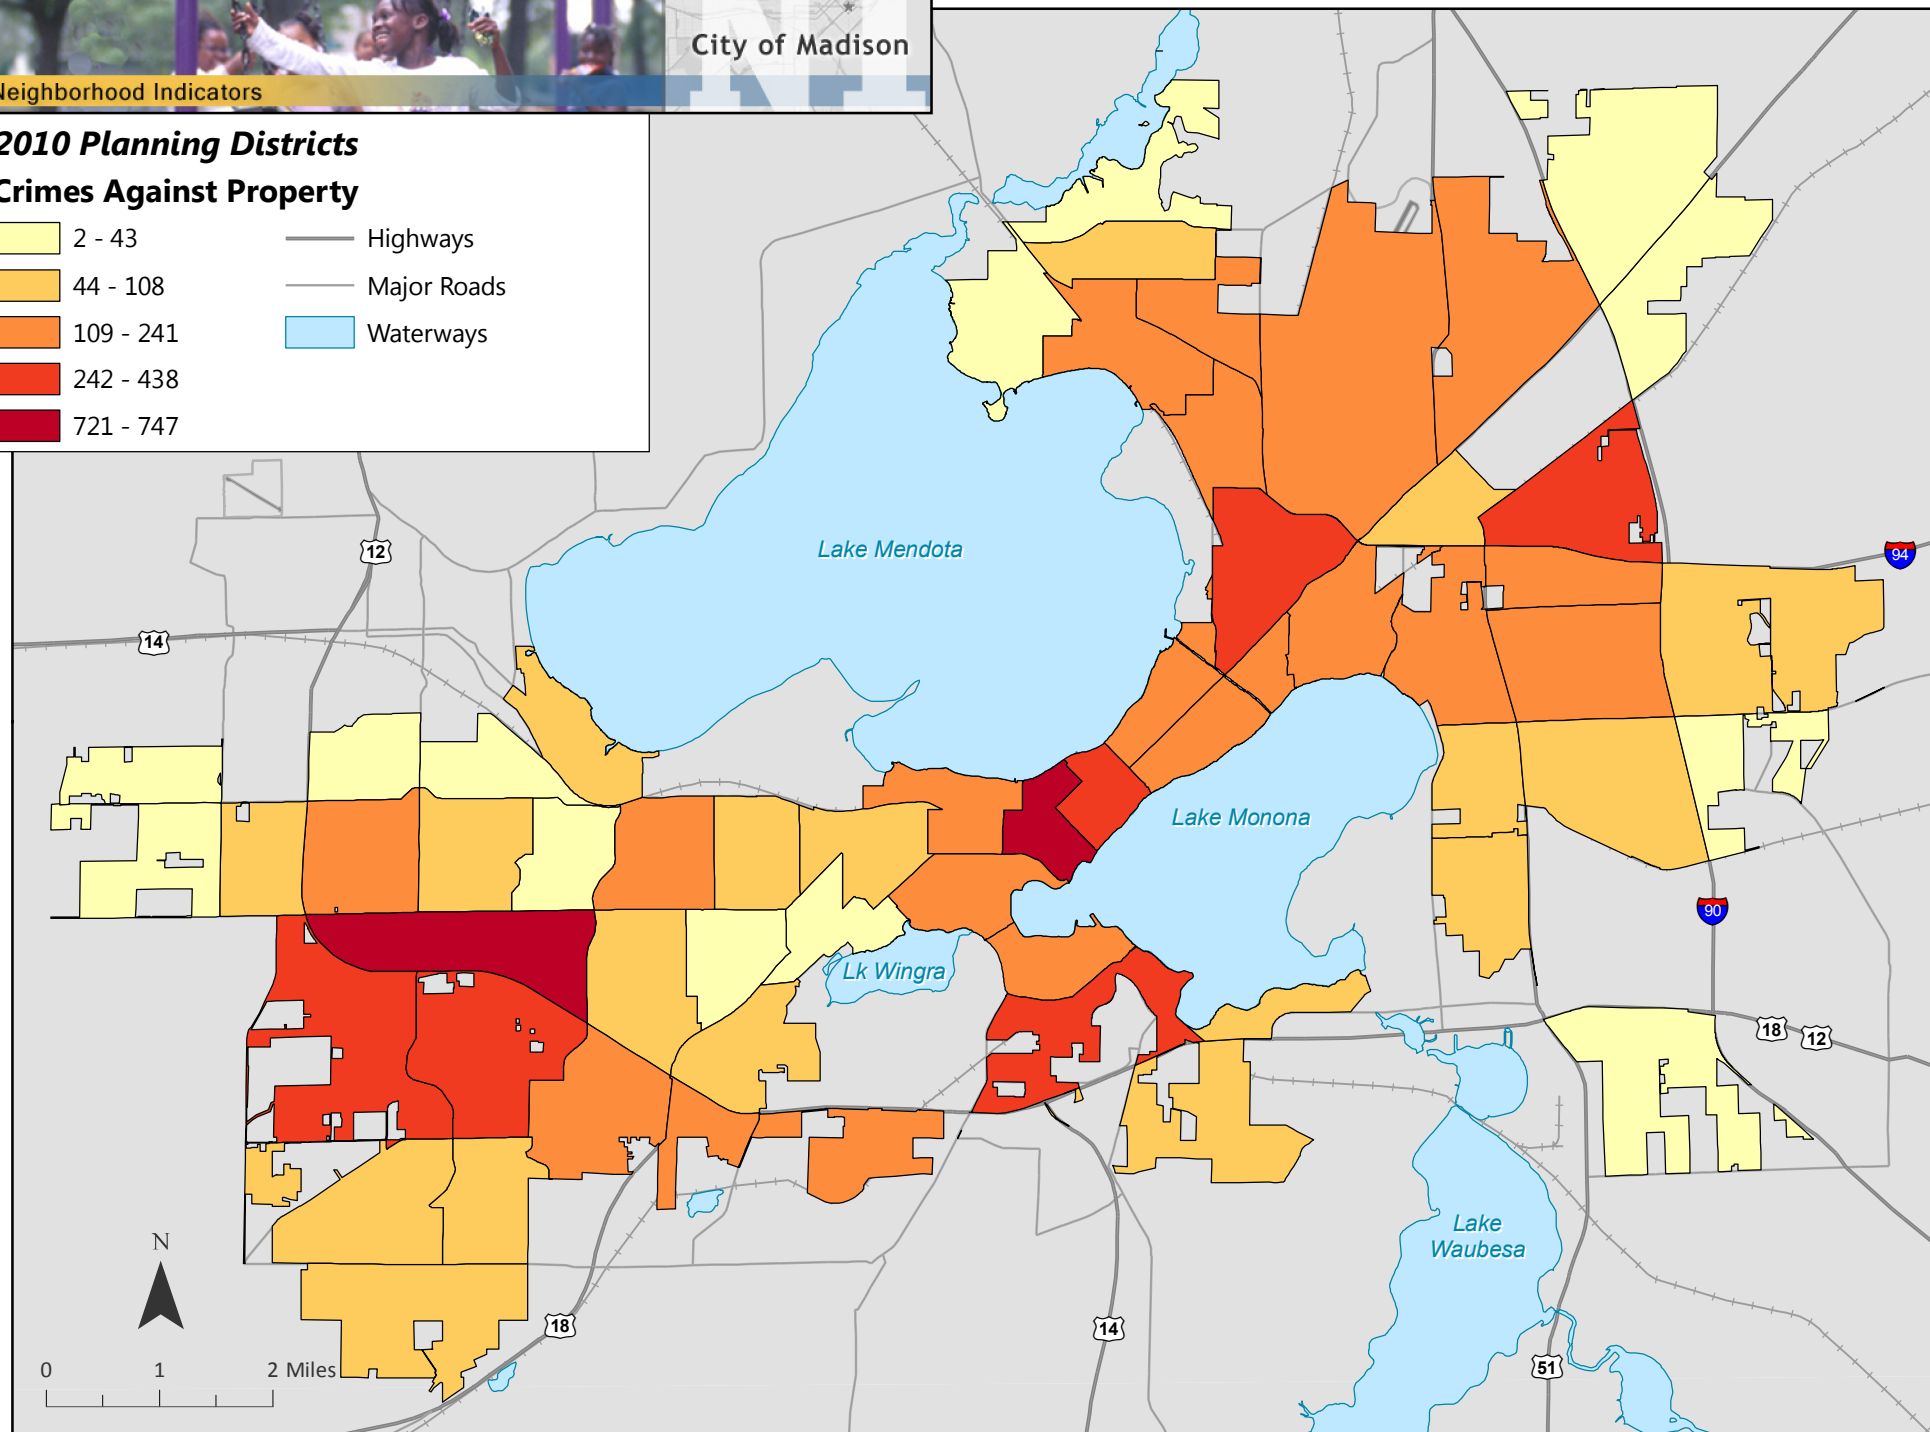 City of Madison
Neighborhood Indicators
2010 Planning Districts
Crimes Against Property
2 - 43
44 - 108
109 - 241
242 - 438
721 - 747
Highways
Major Roads
Waterways
Lake Mendota
12
94
14
Lake Monona
90
Lk Wingra
18
12
Lake
Waubesa
N
18
14
51
0 1 2 Miles